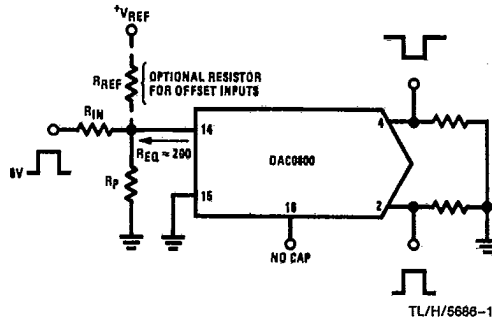 +VREF
RREF
OPTIONAL RESISTOR
FOR OFFSET INPUTS
RIN
14
4
REQ ≈ 200
DAC0800
0V
RP
15
16
2
NO CAP
TL/H/5686-1